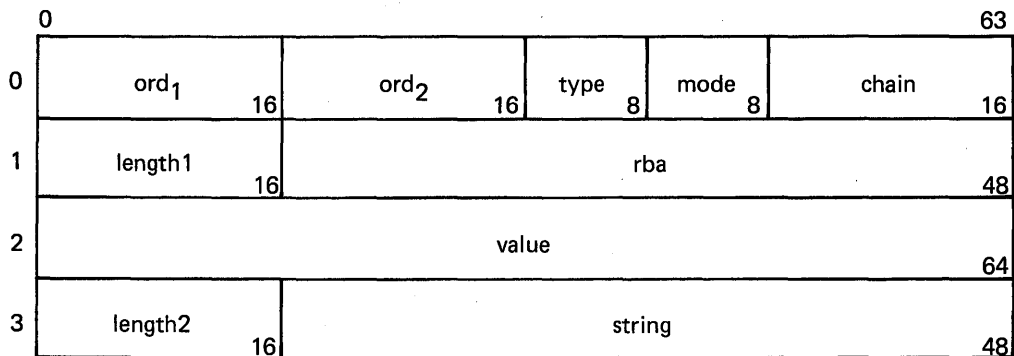 0 63
0 ord1 16 ord2 16 type 8 mode 8 chain 16
1 length1 16 rba 48
2 value 64
3 length2 16 string 48